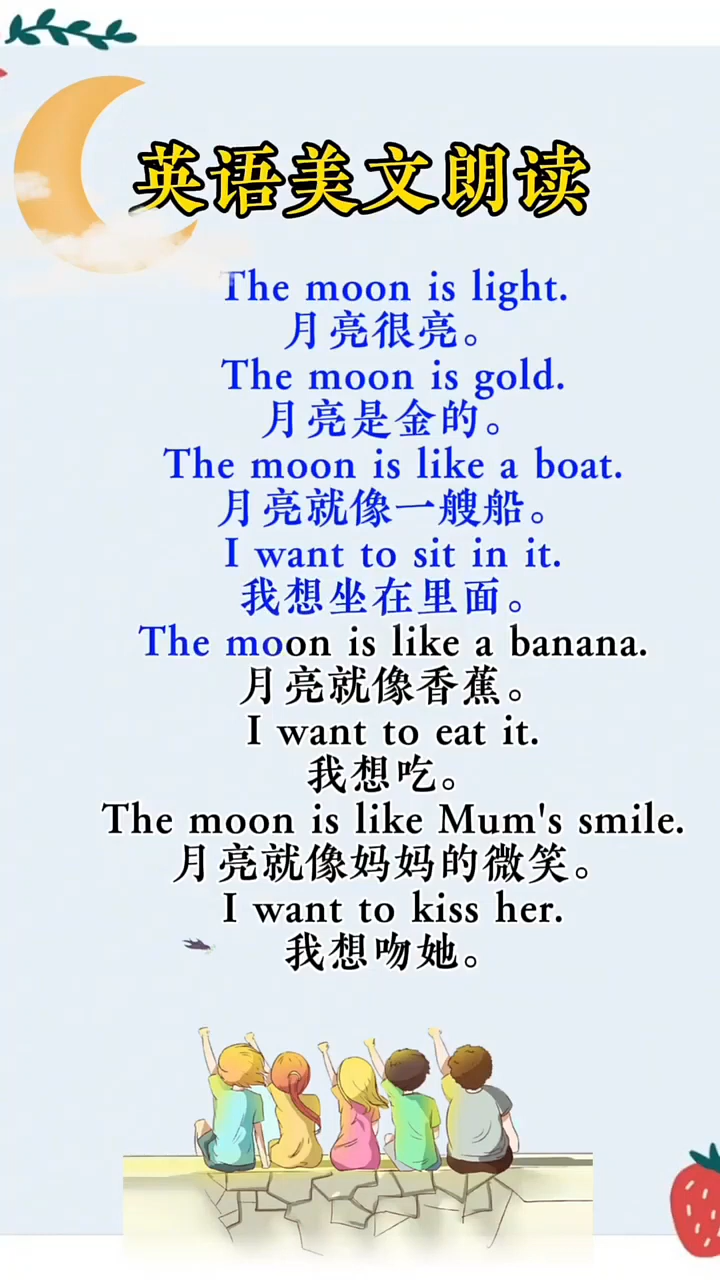 英语美文朗读
The moon is light.
月亮很亮。
The moon is gold.
月亮是金的。
The moon is like a boat.
月亮就像一艘船。
I want to sit in it.
我想坐在里面。
The moon is like a banana.
月亮就像香蕉。
I want to eat it.
我想吃。
The moon is like Mum's smile.
月亮就像妈妈的微笑。
I want to kiss her.
我想吻她。